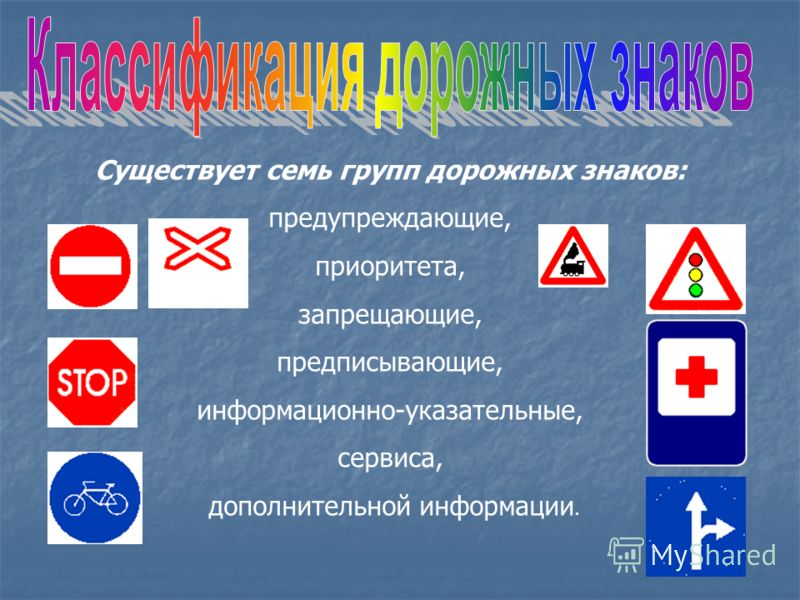 Классификация дорожных знаков
Существует семь групп дорожных знаков:
предупреждающие,
приоритета,
запрещающие,
предписывающие,
информационно-указательные,
сервиса,
дополнительной информации.
STOP
MyShared